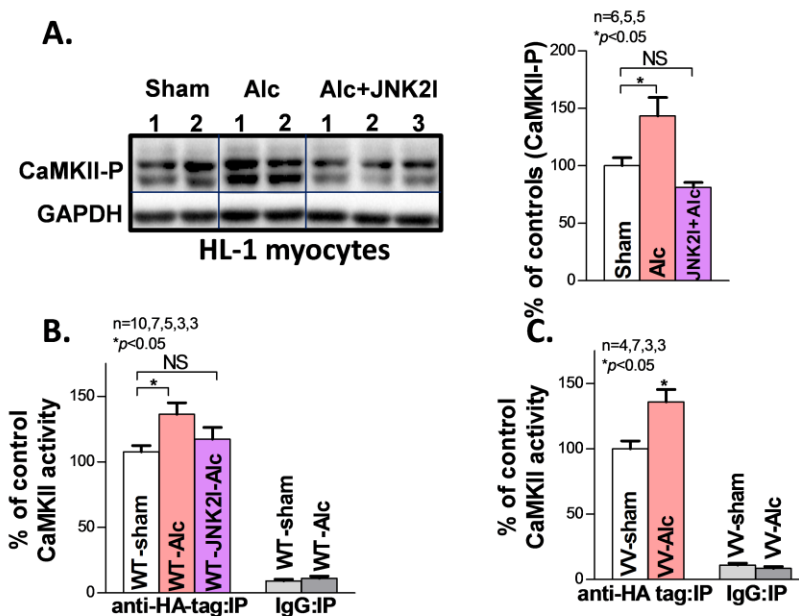 A.
Sham Alc Alc+JNK2I
1 2 1 2 1 2 3
CaMKII-P
GAPDH
HL-1 myocytes
n=6,5,5
*p<0.05
% of controls (CaMKII-P)
200
150
100
50
0
NS
*
Sham
Alc
JNK2I+Alc
B.
n=10,7,5,3,3
*p<0.05
% of control
CaMKII activity
150
100
50
0
NS
*
WT-sham
WT-Alc
WT-JNK2I-Alc
WT-sham
WT-Alc
anti-HA-tag:IP IgG:IP
C.
n=4,7,3,3
*p<0.05
% of control
CaMKII activity
150
100
50
0
*
VV-sham
VV-Alc
VV-sham
VV-Alc
anti-HA tag:IP IgG:IP